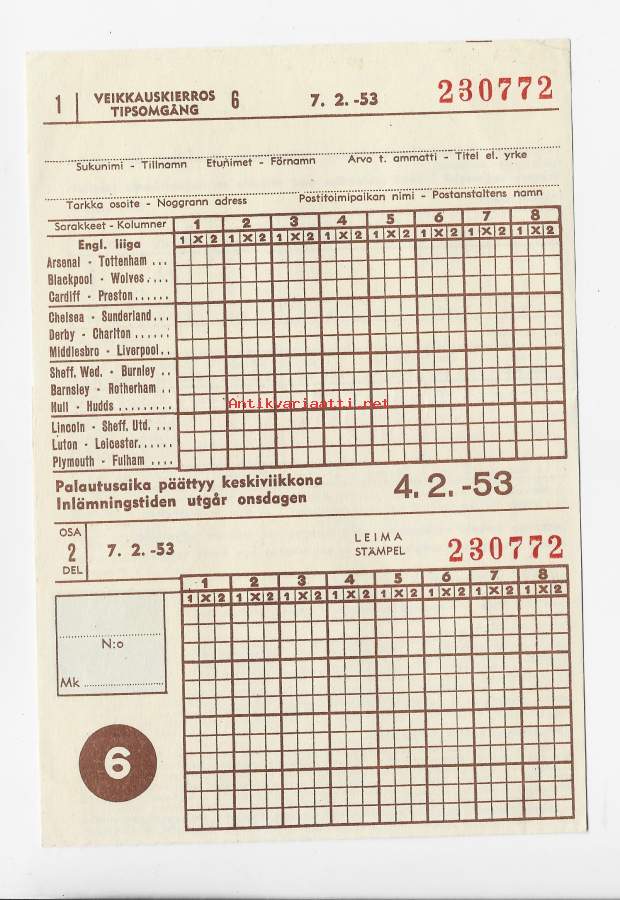 1 VEIKKAUSKIERROS 6 7. 2. -53 230772
TIPSOMGÅNG
Sukunimi - Tillnamn Etunimet - Förnamn Arvo t. ammatti - Titel el. yrke
Tarkka osoite - Noggrann adress Postitoimipaikan nimi - Postanstaltens namn
Sarakkeet - Kolumner 1 2 3 4 5 6 7 8
Engl. liiga 1 X 2 1 X 2 1 X 2 1 X 2 1 X 2 1 X 2 1 X 2 1 X 2
Arsenal - Tottenham ...
Blackpool - Wolves....
Cardiff - Preston......
Chelsea - Sunderland...
Derby - Charlton ......
Middlesbro - Liverpool..
Sheff. Wed. - Burnley ..
Barnsley - Rotherham ..
Hull - Hudds .........
Antikvariaatti.net
Lincoln - Sheff. Utd. ...
Luton - Leicester......
Plymouth - Fulham ....
Palautusaika päättyy keskiviikkona 4. 2. -53
Inlämningstiden utgår onsdagen
OSA 2 DEL 7. 2. -53 LEIMA STÄMPEL 230772
1 2 3 4 5 6 7 8
1 X 2 1 X 2 1 X 2 1 X 2 1 X 2 1 X 2 1 X 2 1 X 2
N:o
Mk
6